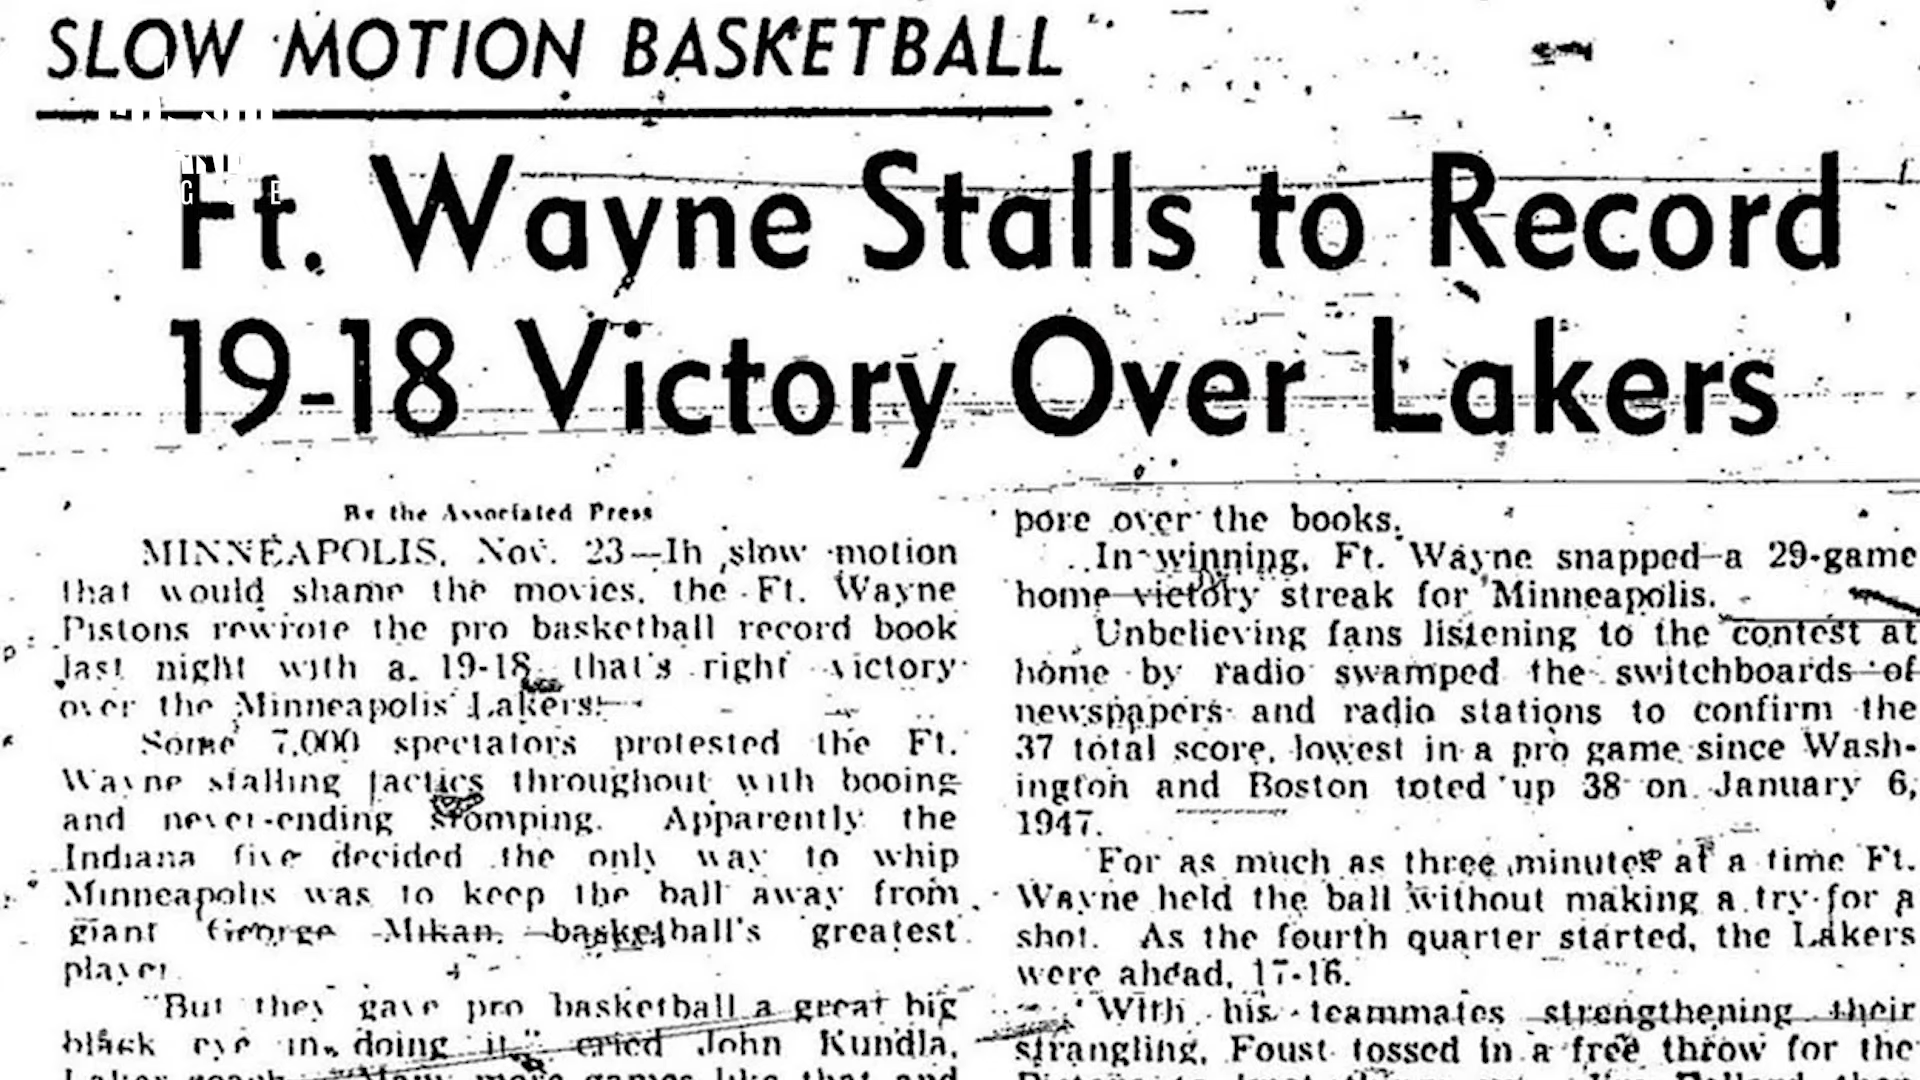 SLOW MOTION BASKETBALL
Ft. Wayne Stalls to Record
19-18 Victory Over Lakers
By the Associated Press
MINNEAPOLIS, Nov. 23—In slow motion
that would shame the movies, the Ft. Wayne
Pistons rewrote the pro basketball record book
last night with a 19-18 that's right victory
over the Minneapolis Lakers.
Some 7,000 spectators protested the Ft.
Wayne stalling tactics throughout with booing
and never-ending stomping. Apparently the
Indiana five decided the only way to whip
Minneapolis was to keep the ball away from
giant George Mikan, basketball's greatest
player.
"But they gave pro basketball a great big
black eye in doing it," cried John Kundla,
Laker coach. more games like that and
pore over the books.
In winning, Ft. Wayne snapped a 29-game
home victory streak for Minneapolis.
Unbelieving fans listening to the contest at
home by radio swamped the switchboards of
newspapers and radio stations to confirm the
37 total score, lowest in a pro game since Wash-
ington and Boston toted up 38 on January 6,
1947.
For as much as three minutes at a time Ft.
Wayne held the ball without making a try for a
shot. As the fourth quarter started, the Lakers
were ahead, 17-16.
With his teammates strengthening their
strangling, Foust tossed in a free throw for the